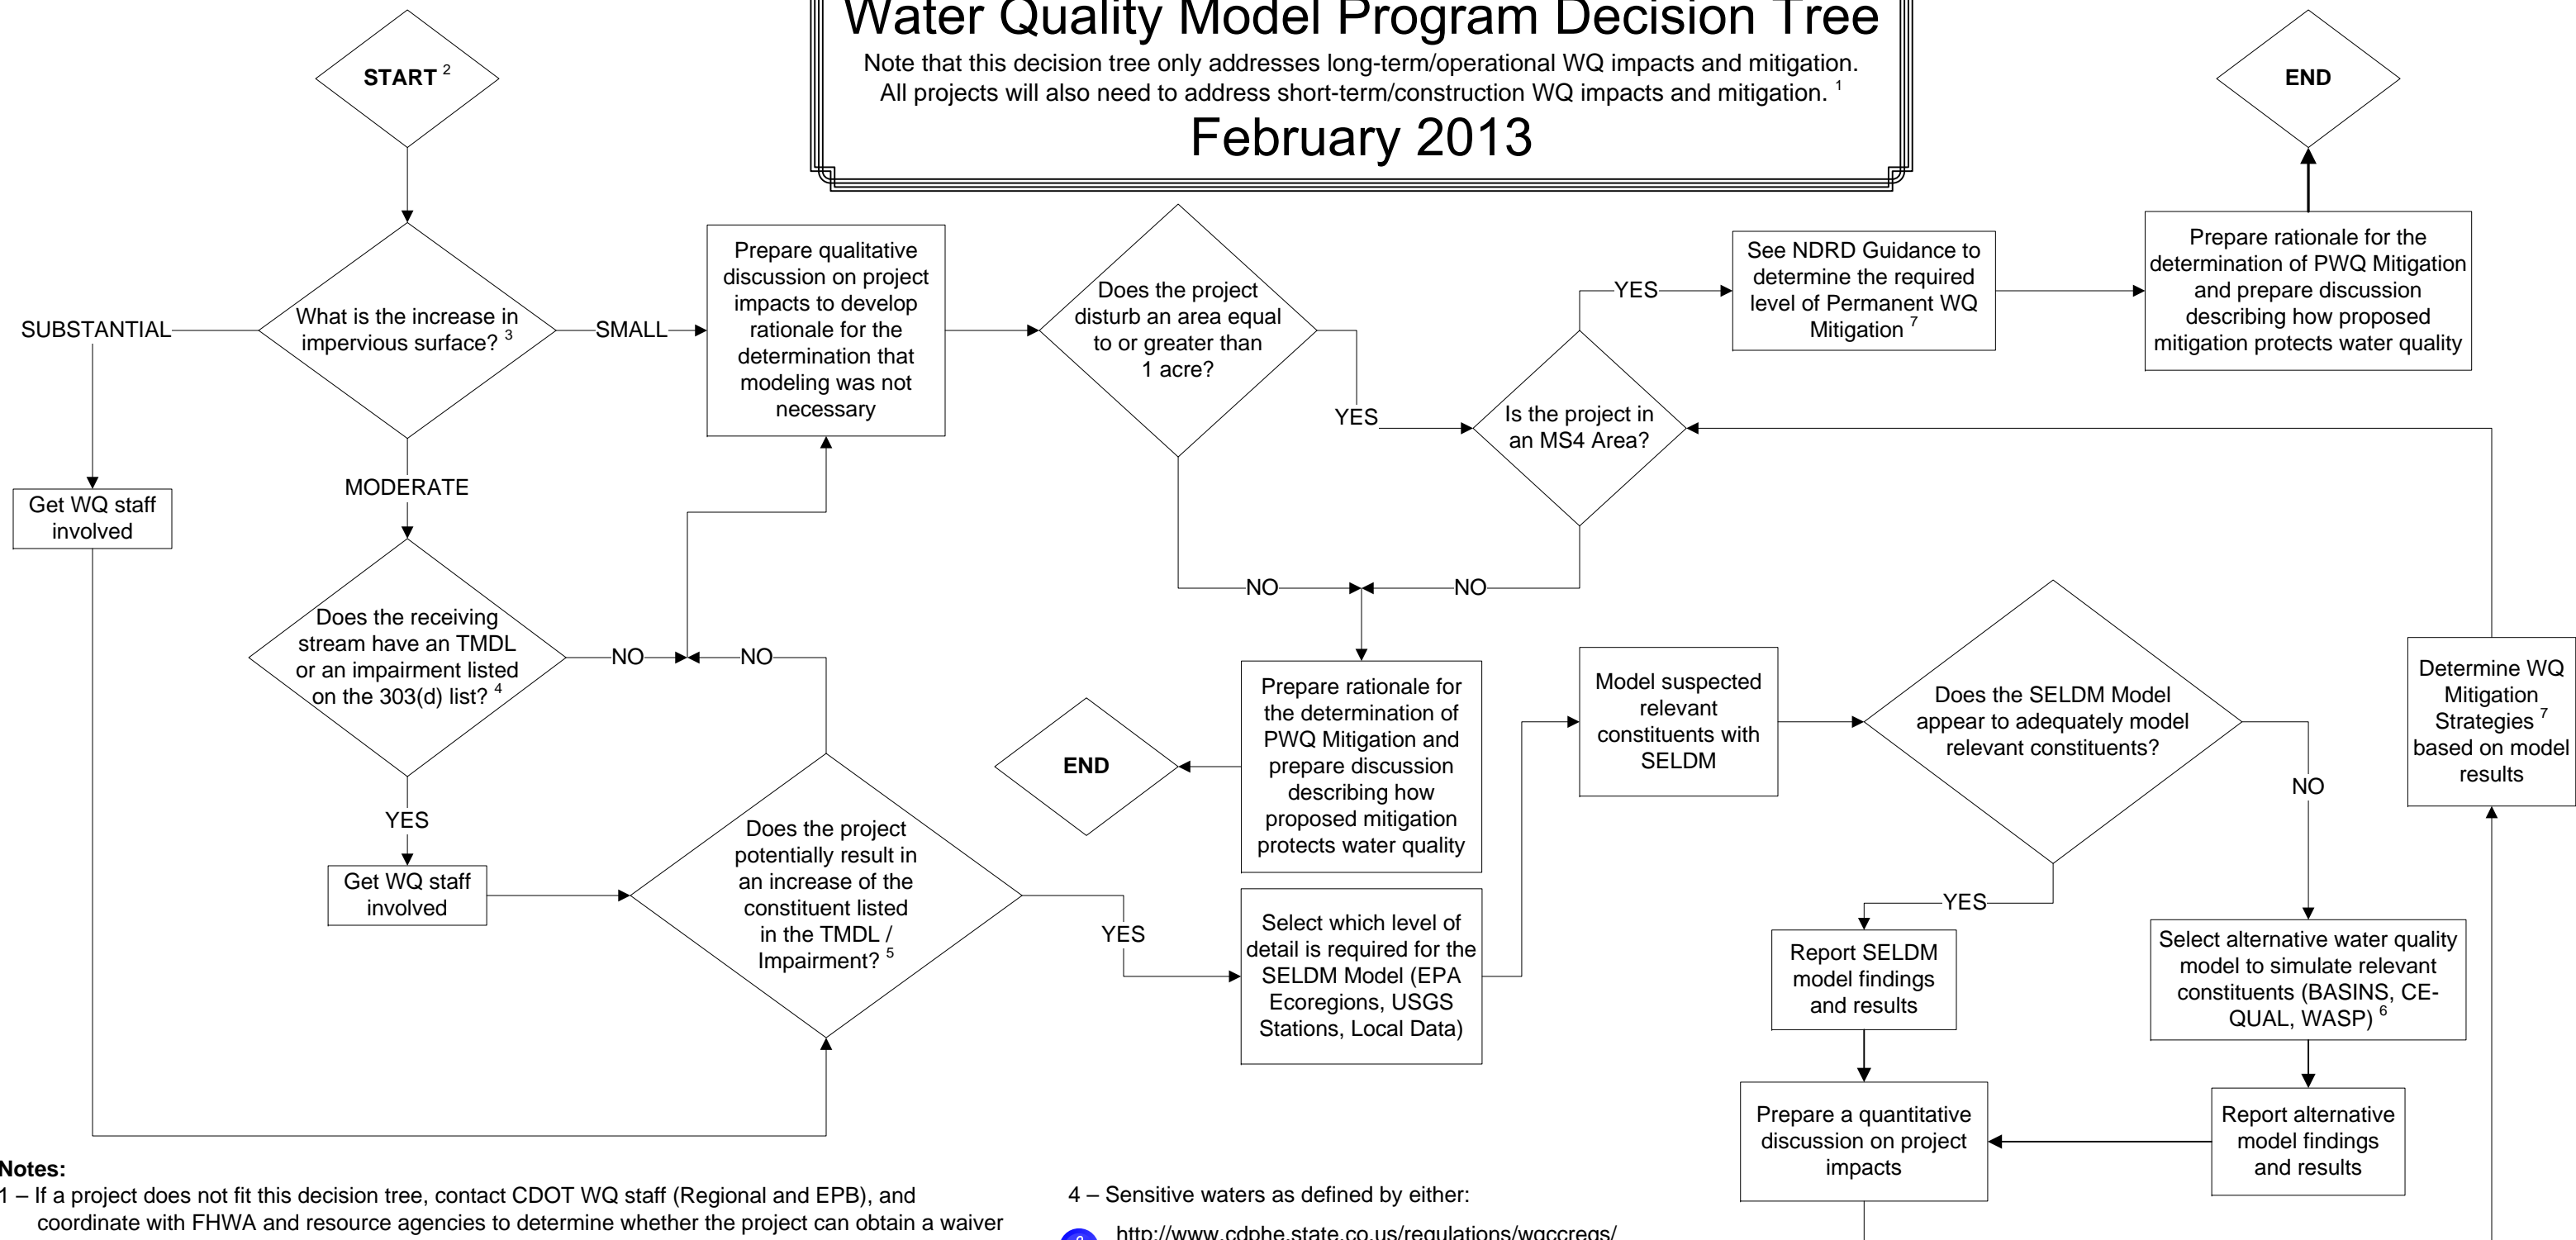 Water Quality Model Program Decision Tree
Note that this decision tree only addresses long-term/operational WQ impacts and mitigation.
All projects will also need to address short-term/construction WQ impacts and mitigation. 1
February 2013
START 2
END
What is the increase in
impervious surface? 3
SUBSTANTIAL
SMALL
MODERATE
Prepare qualitative
discussion on project
impacts to develop
rationale for the
determination that
modeling was not
necessary
Does the project
disturb an area equal
to or greater than
1 acre?
YES
NO
Is the project in
an MS4 Area?
YES
NO
See NDRD Guidance to
determine the required
level of Permanent WQ
Mitigation 7
Prepare rationale for the
determination of PWQ Mitigation
and prepare discussion
describing how proposed
mitigation protects water quality
Get WQ staff
involved
Does the receiving
stream have an TMDL
or an impairment listed
on the 303(d) list? 4
NO
NO
YES
Get WQ staff
involved
Does the project
potentially result in
an increase of the
constituent listed
in the TMDL /
Impairment? 5
YES
END
Prepare rationale for
the determination of
PWQ Mitigation and
prepare discussion
describing how
proposed mitigation
protects water quality
Select which level of
detail is required for the
SELDM Model (EPA
Ecoregions, USGS
Stations, Local Data)
Model suspected
relevant
constituents with
SELDM
Does the SELDM Model
appear to adequately model
relevant constituents?
YES
NO
Determine WQ
Mitigation
Strategies 7
based on model
results
Report SELDM
model findings
and results
Select alternative water quality
model to simulate relevant
constituents (BASINS, CE-
QUAL, WASP) 6
Prepare a quantitative
discussion on project
impacts
Report alternative
model findings
and results
Notes:
1 – If a project does not fit this decision tree, contact CDOT WQ staff (Regional and EPB), and
coordinate with FHWA and resource agencies to determine whether the project can obtain a waiver
4 – Sensitive waters as defined by either:
http://www.cdphe.state.co.us/regulations/wqccregs/